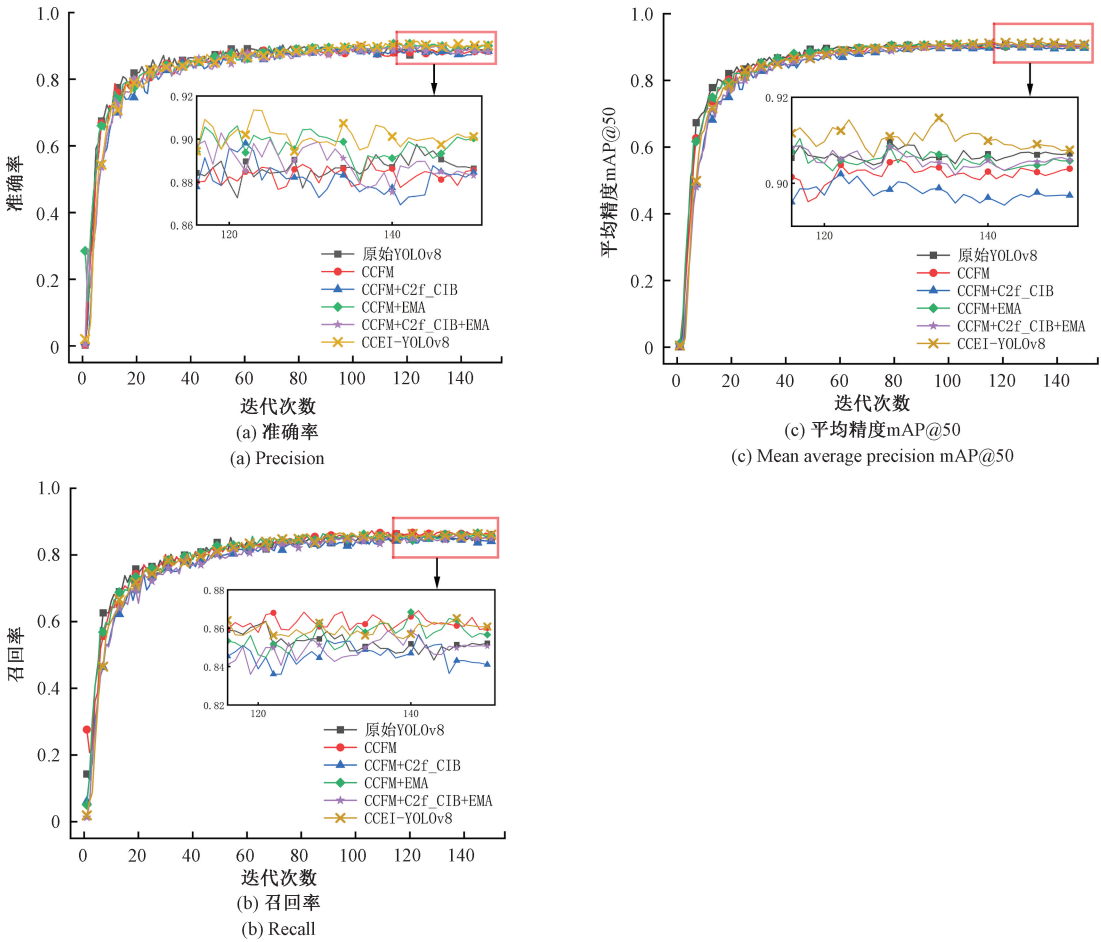 1.0
0.8
0.6
0.4
0.2
0
准确率
0.92
0.90
0.88
0.86
120
140
原始YOLOv8
CCFM
CCFM+C2f_CIB
CCFM+EMA
CCFM+C2f_CIB+EMA
CCEI-YOLOv8
0 20 40 60 80 100 120 140
迭代次数
(a) 准确率
(a) Precision
1.0
0.8
0.6
0.4
0.2
0
平均精度mAP@50
0.92
0.90
120
140
原始YOLOv8
CCFM
CCFM+C2f_CIB
CCFM+EMA
CCFM+C2f_CIB+EMA
CCEI-YOLOv8
0 20 40 60 80 100 120 140
迭代次数
(c) 平均精度mAP@50
(c) Mean average precision mAP@50
1.0
0.8
0.6
0.4
0.2
0
召回率
0.88
0.86
0.84
0.82
120
140
原始YOLOv8
CCFM
CCFM+C2f_CIB
CCFM+EMA
CCFM+C2f_CIB+EMA
CCEI-YOLOv8
0 20 40 60 80 100 120 140
迭代次数
(b) 召回率
(b) Recall